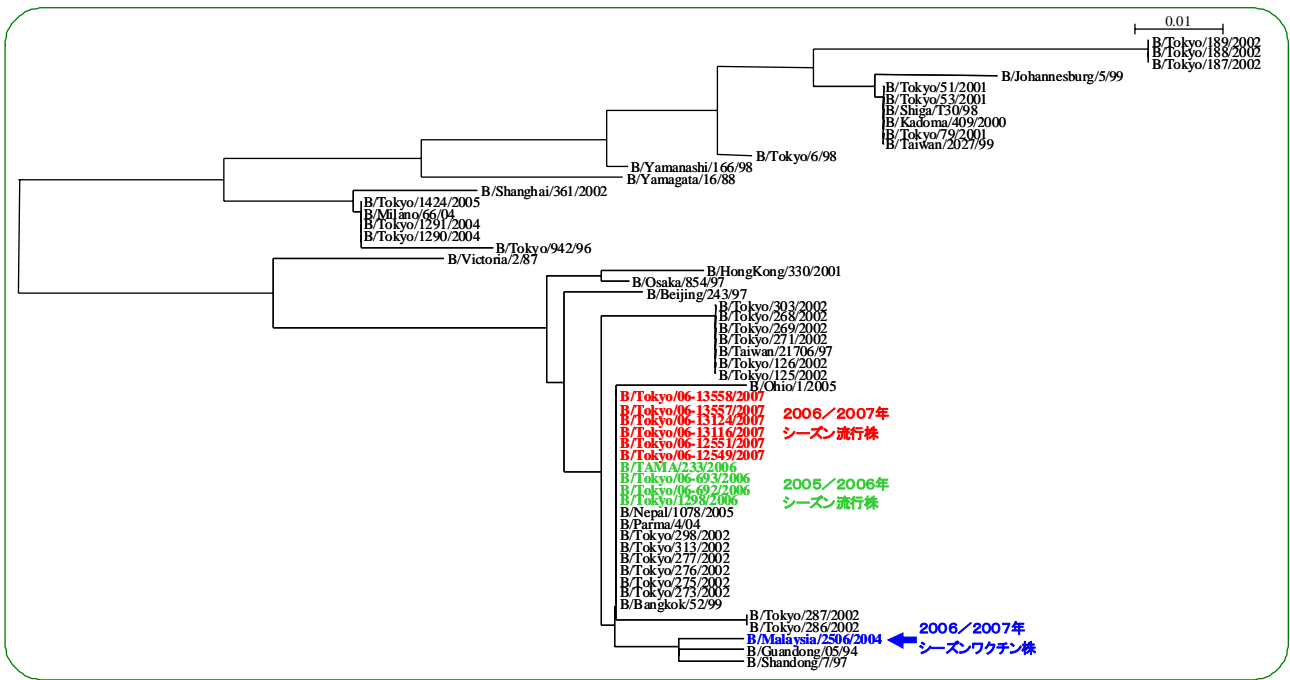 0.01
B/Tokyo/189/2002
B/Tokyo/188/2002
B/Tokyo/187/2002
B/Johannesburg/5/99
B/Tokyo/51/2001
B/Tokyo/53/2001
B/Shiga/T30/98
B/Kadoma/409/2000
B/Tokyo/79/2001
B/Taiwan/2027/99
B/Tokyo/6/98
B/Yamanashi/166/98
B/Yamagata/16/88
B/Shanghai/361/2002
B/Tokyo/1424/2005
B/Milano/66/04
B/Tokyo/1291/2004
B/Tokyo/1290/2004
B/Tokyo/942/96
B/Victoria/2/87
B/HongKong/330/2001
B/Osaka/854/97
B/Beijing/243/97
B/Tokyo/303/2002
B/Tokyo/268/2002
B/Tokyo/269/2002
B/Tokyo/271/2002
B/Taiwan/21706/97
B/Tokyo/126/2002
B/Tokyo/125/2002
B/Ohio/1/2005
B/Tokyo/06-13558/2007
B/Tokyo/06-13557/2007
B/Tokyo/06-13124/2007
B/Tokyo/06-13116/2007
B/Tokyo/06-12551/2007
B/Tokyo/06-12549/2007
2006/2007年
シーズン流行株
B/TAMA/233/2006
B/Tokyo/06-693/2006
B/Tokyo/06-692/2006
B/Tokyo/1298/2006
2005/2006年
シーズン流行株
B/Nepal/1078/2005
B/Parma/4/04
B/Tokyo/298/2002
B/Tokyo/313/2002
B/Tokyo/277/2002
B/Tokyo/276/2002
B/Tokyo/275/2002
B/Tokyo/273/2002
B/Bangkok/52/99
B/Tokyo/287/2002
B/Tokyo/286/2002
B/Malaysia/2506/2004
B/Guandong/05/94
B/Shandong/7/97
2006/2007年
シーズンワクチン株